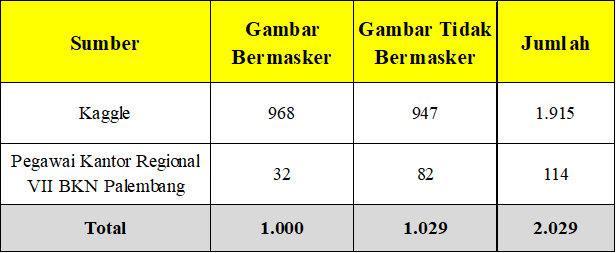 Sumber Gambar Bermasker Gambar Tidak Bermasker Jumlah
Kaggle 968 947 1.915
Pegawai Kantor Regional VII BKN Palembang 32 82 114
Total 1.000 1.029 2.029